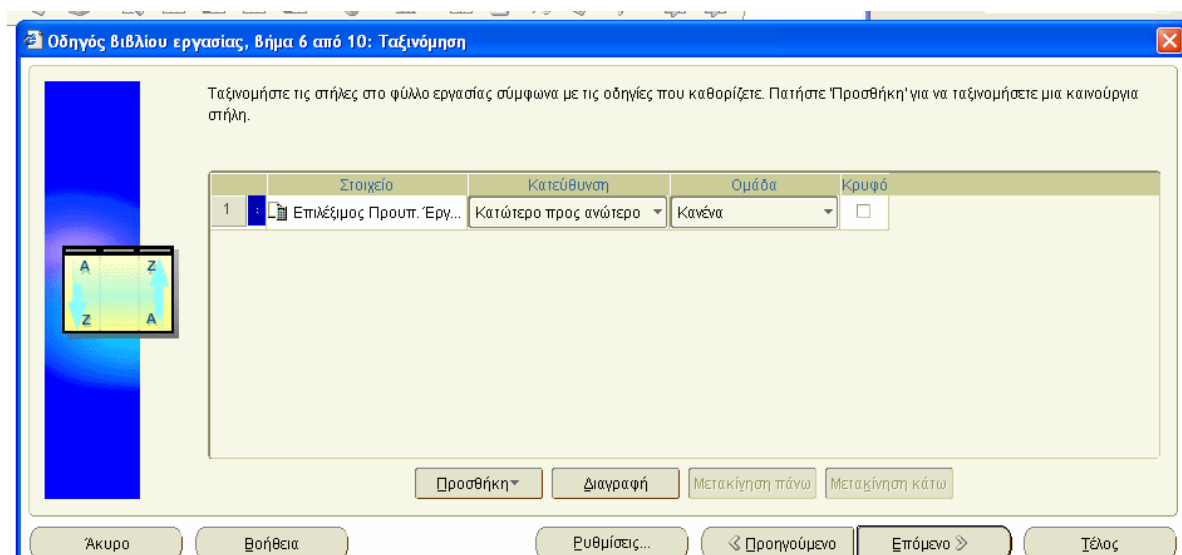 Οδηγός βιβλίου εργασίας, βήμα 6 από 10: Ταξινόμηση
Ταξινομήστε τις στήλες στο φύλλο εργασίας σύμφωνα με τις οδηγίες που καθορίζετε. Πατήστε 'Προσθήκη' για να ταξινομήσετε μια καινούργια
στήλη.
Στοιχείο Κατεύθυνση Ομάδα Κρυφό
1 Επιλέξιμος Προυπ. Έργ... Κατώτερο προς ανώτερο Κανένα
A Z
Z A
Προσθήκη Διαγραφή Μετακίνηση πάνω Μετακίνηση κάτω
Άκυρο Βοήθεια Ρυθμίσεις... Προηγούμενο Επόμενο Τέλος